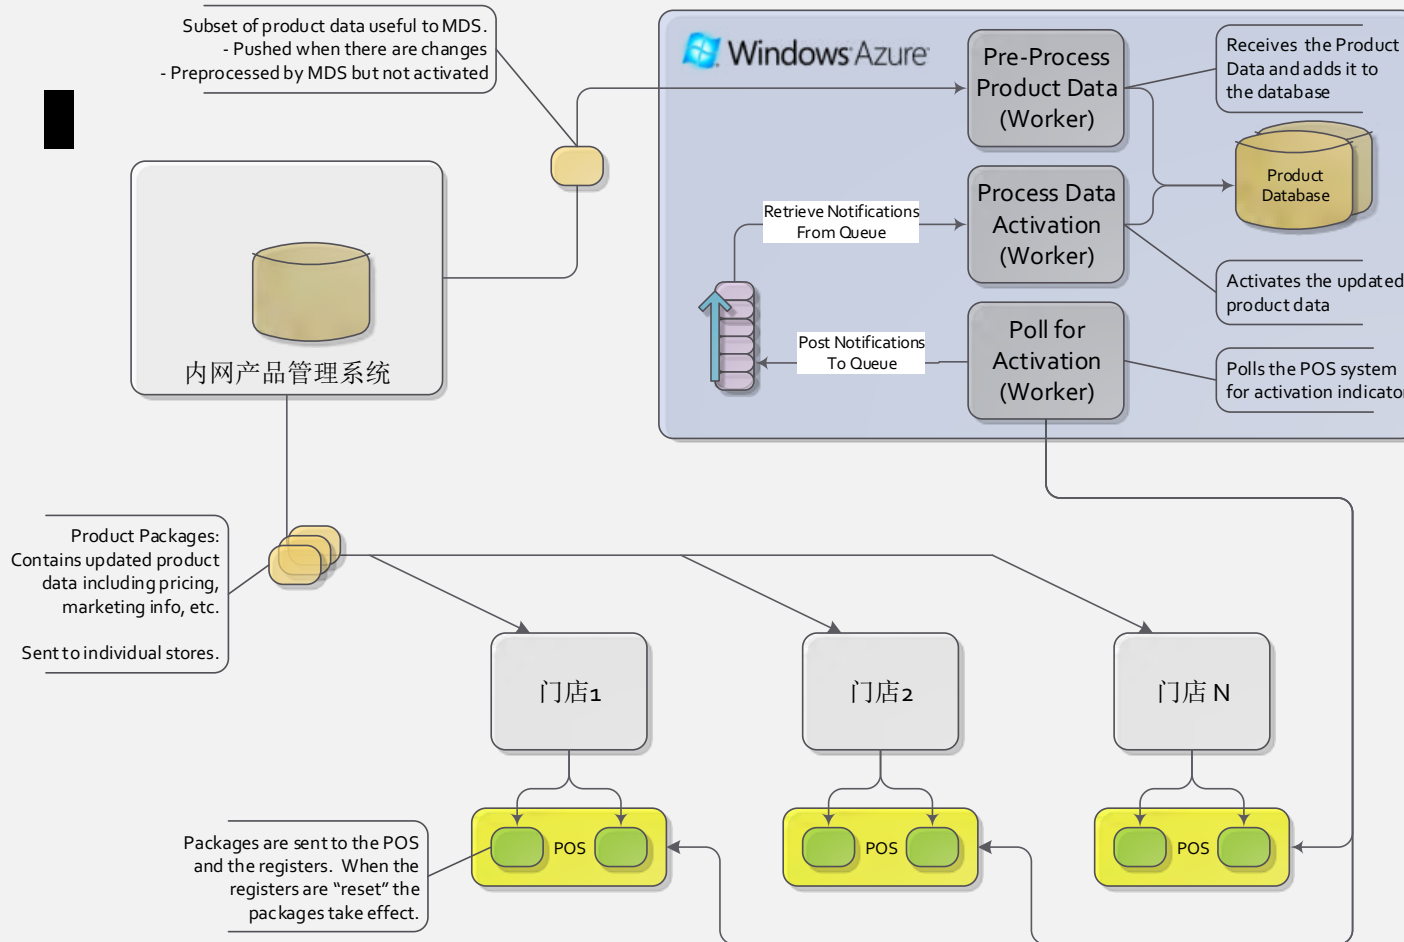 Subset of product data useful to MDS.
- Pushed when there are changes
- Preprocessed by MDS but not activated
Windows Azure
Pre-Process
Product Data
(Worker)
Receives the Product
Data and adds it to
the database
Product
Database
Process Data
Activation
(Worker)
Retrieve Notifications
From Queue
Activates the updated
product data
Poll for
Activation
(Worker)
Post Notifications
To Queue
Polls the POS system
for activation indicator
内网产品管理系统
Product Packages:
Contains updated product
data including pricing,
marketing info, etc.
Sent to individual stores.
门店1
门店2
门店 N
POS
POS
POS
Packages are sent to the POS
and the registers. When the
registers are “reset” the
packages take effect.